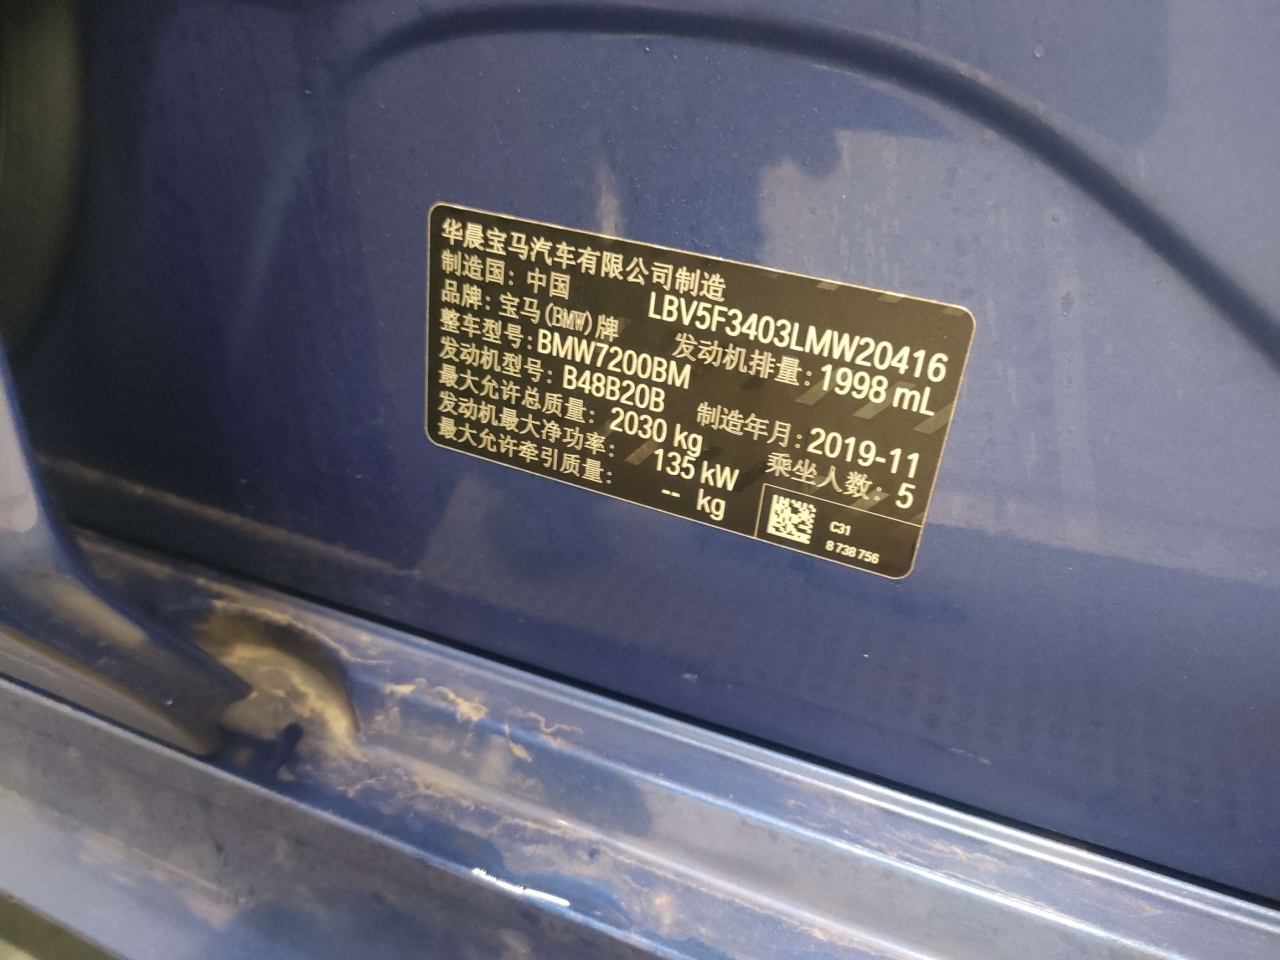 华晨宝马汽车有限公司制造
制造国：中国 LBV5F3403LMW20416
品牌：宝马(BMW)牌 发动机排量：1998 mL
整车型号：BMW7200BM
发动机型号：B48B20B 制造年月：2019-11
最大允许总质量：2030 kg 乘坐人数：5
发动机最大净功率：135 kW
最大允许牵引质量：-- kg
C31
8 738 756